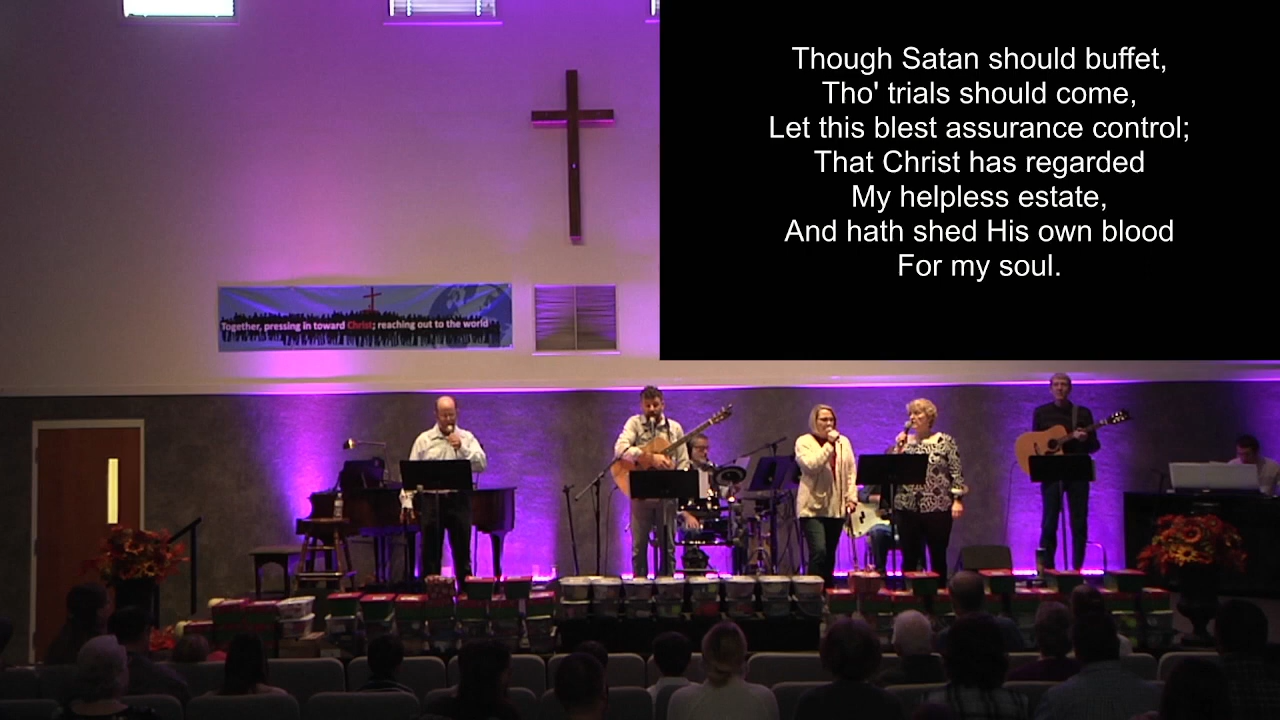 Though Satan should buffet,
Tho' trials should come,
Let this blest assurance control;
That Christ has regarded
My helpless estate,
And hath shed His own blood
For my soul.
Together, pressing in toward Christ; reaching out to the world